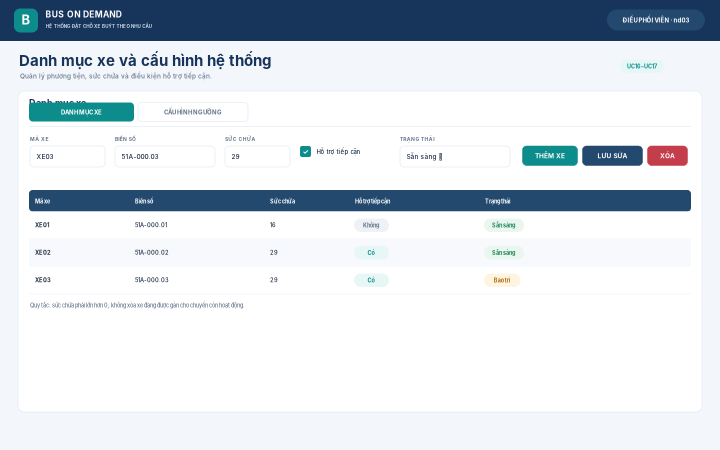 B
BUS ON DEMAND
HỆ THỐNG ĐẶT CHỖ XE BUÝT THEO NHU CẦU
ĐIỀU PHỐI VIÊN · nd03
Danh mục xe và cấu hình hệ thống
Quản lý phương tiện, sức chứa và điều kiện hỗ trợ tiếp cận.
UC16–UC17
Danh mục xe
DANH MỤC XE
CẤU HÌNH NGƯỠNG
MÃ XE
BIỂN SỐ
SỨC CHỨA
TRẠNG THÁI
XE03
51A-000.03
29
Hỗ trợ tiếp cận
Sẵn sàng
THÊM XE
LƯU SỬA
XÓA
Mã xe
Biển số
Sức chứa
Hỗ trợ tiếp cận
Trạng thái
XE01
51A-000.01
16
Không
Sẵn sàng
XE02
51A-000.02
29
Có
Sẵn sàng
XE03
51A-000.03
29
Có
Bảo trì
Quy tắc: sức chứa phải lớn hơn 0; không xóa xe đang được gán cho chuyến còn hoạt động.